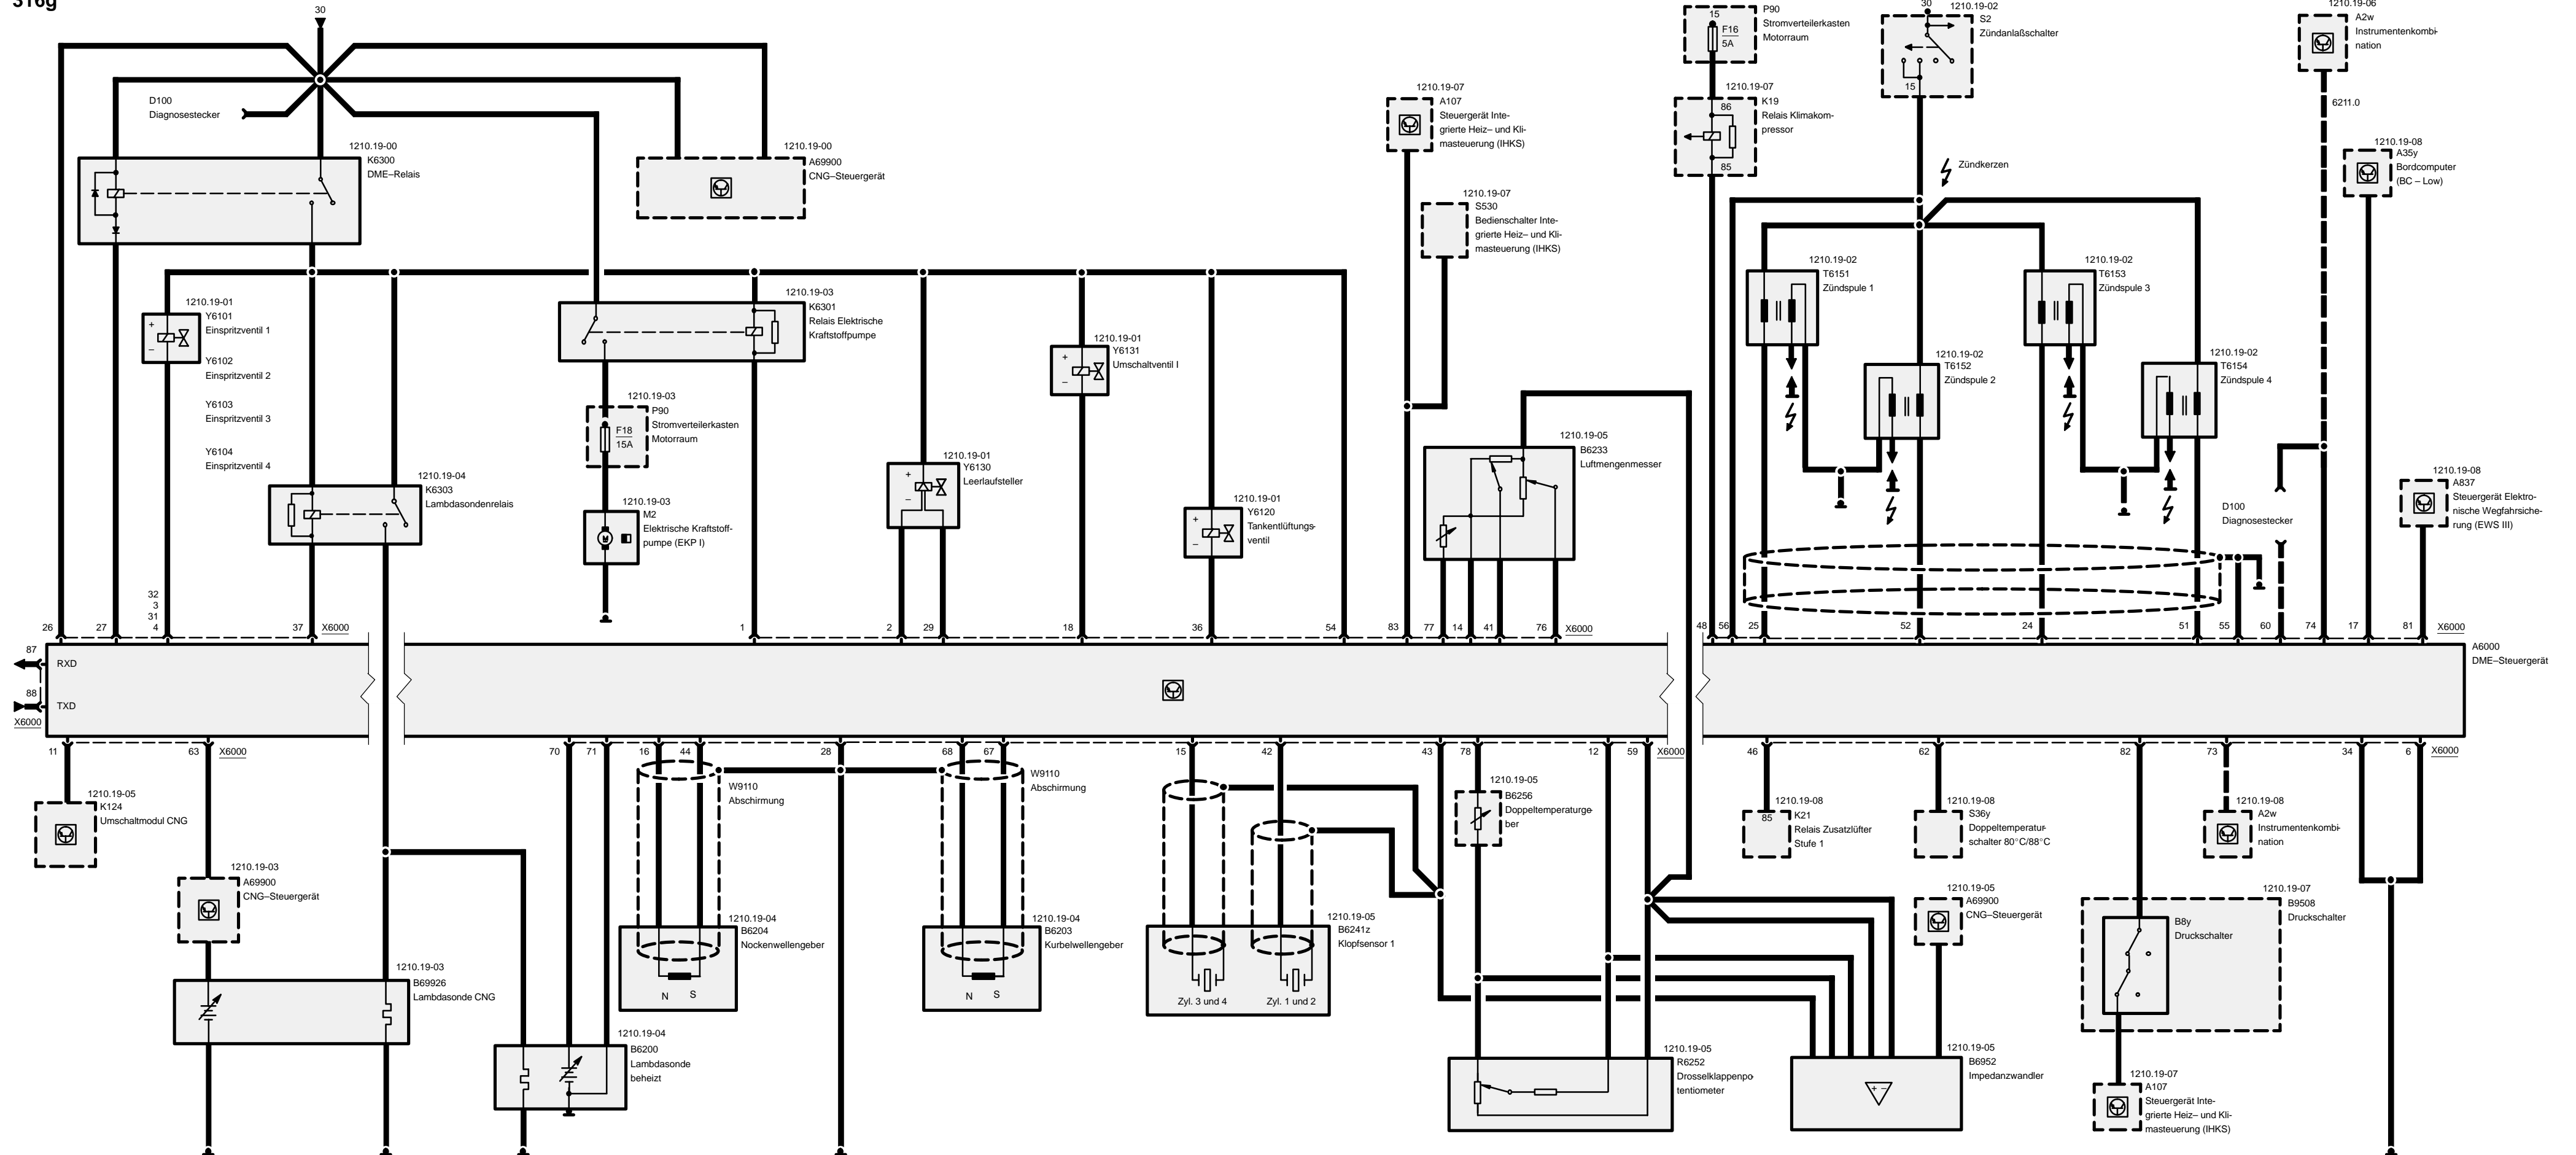 316g
30
D100
Diagnosestecker
1210.19-00
K6300
DME–Relais
1210.19-00
A69900
CNG–Steuergerät
1210.19-01
Y6101
Einspritzventil 1
Y6102
Einspritzventil 2
Y6103
Einspritzventil 3
Y6104
Einspritzventil 4
+
–
1210.19-04
K6303
Lambdasondenrelais
1210.19-03
K6301
Relais Elektrische
Kraftstoffpumpe
1210.19-03
P90
Stromverteilerkasten
Motorraum
F18
15A
1210.19-03
M2
Elektrische Kraftstoff-
pumpe (EKP I)
M
1210.19-01
Y6130
Leerlaufsteller
+
–
1210.19-01
Y6131
Umschaltventil I
+
–
1210.19-01
Y6120
Tankentlüftungs-
ventil
+
–
1210.19-07
A107
Steuergerät Inte-
grierte Heiz– und Kli-
masteuerung (IHKS)
1210.19-07
S530
Bedienschalter Inte-
grierte Heiz– und Kli-
masteuerung (IHKS)
1210.19-05
B6233
Luftmengenmesser
15
F16
5A
P90
Stromverteilerkasten
Motorraum
1210.19-07
K19
Relais Klimakom-
pressor
86
85
30
1210.19-02
S2
Zündanlaßschalter
15
Zündkerzen
1210.19-02
T6151
Zündspule 1
1210.19-02
T6152
Zündspule 2
1210.19-02
T6153
Zündspule 3
1210.19-02
T6154
Zündspule 4
1210.19-06
A2w
Instrumentenkombi-
nation
6211.0
1210.19-08
A35y
Bordcomputer
(BC – Low)
D100
Diagnosestecker
1210.19-08
A837
Steuergerät Elektro-
nische Wegfahrsiche-
rung (EWS III)
26
27
32
3
31
4
37
X6000
1
2
29
18
36
54
83
77
14
41
76
X6000
48
56
25
52
24
51
55
60
74
17
81
X6000
87
RXD
88
TXD
X6000
A6000
DME–Steuergerät
11
63
X6000
70
71
16
44
28
68
67
15
42
43
78
12
59
X6000
46
62
82
73
34
6
X6000
1210.19-05
K124
Umschaltmodul CNG
1210.19-03
A69900
CNG–Steuergerät
1210.19-03
B69926
Lambdasonde CNG
1210.19-04
B6200
Lambdasonde
beheizt
W9110
Abschirmung
1210.19-04
B6204
Nockenwellengeber
N
S
W9110
Abschirmung
1210.19-04
B6203
Kurbelwellengeber
N
S
1210.19-05
B6241z
Klopfsensor 1
Zyl. 3 und 4
Zyl. 1 und 2
1210.19-05
B6256
Doppeltemperaturge-
ber
1210.19-05
R6252
Drosselklappenpo-
tentiometer
1210.19-08
K21
Relais Zusatzlüfter
Stufe 1
85
1210.19-08
S36y
Doppeltemperatur-
schalter 80°C/88°C
1210.19-05
A69900
CNG–Steuergerät
1210.19-05
B6952
Impedanzwandler
+ –
1210.19-08
A2w
Instrumentenkombi-
nation
1210.19-07
B9508
Druckschalter
B8y
Druckschalter
1210.19-07
A107
Steuergerät Inte-
grierte Heiz– und Kli-
masteuerung (IHKS)